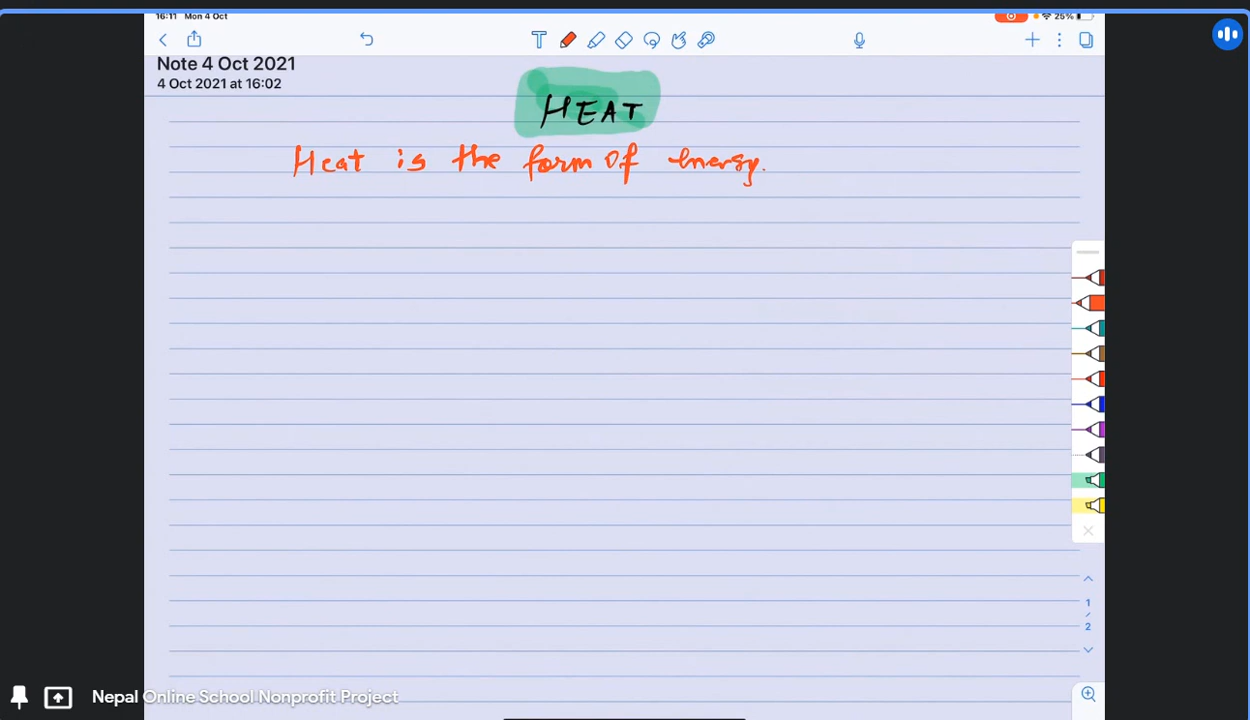 16:11 Mon 4 Oct
25%
Note 4 Oct 2021
4 Oct 2021 at 16:02
HEAT
Heat is the form of energy.
1
2
Nepal Online School Nonprofit Project